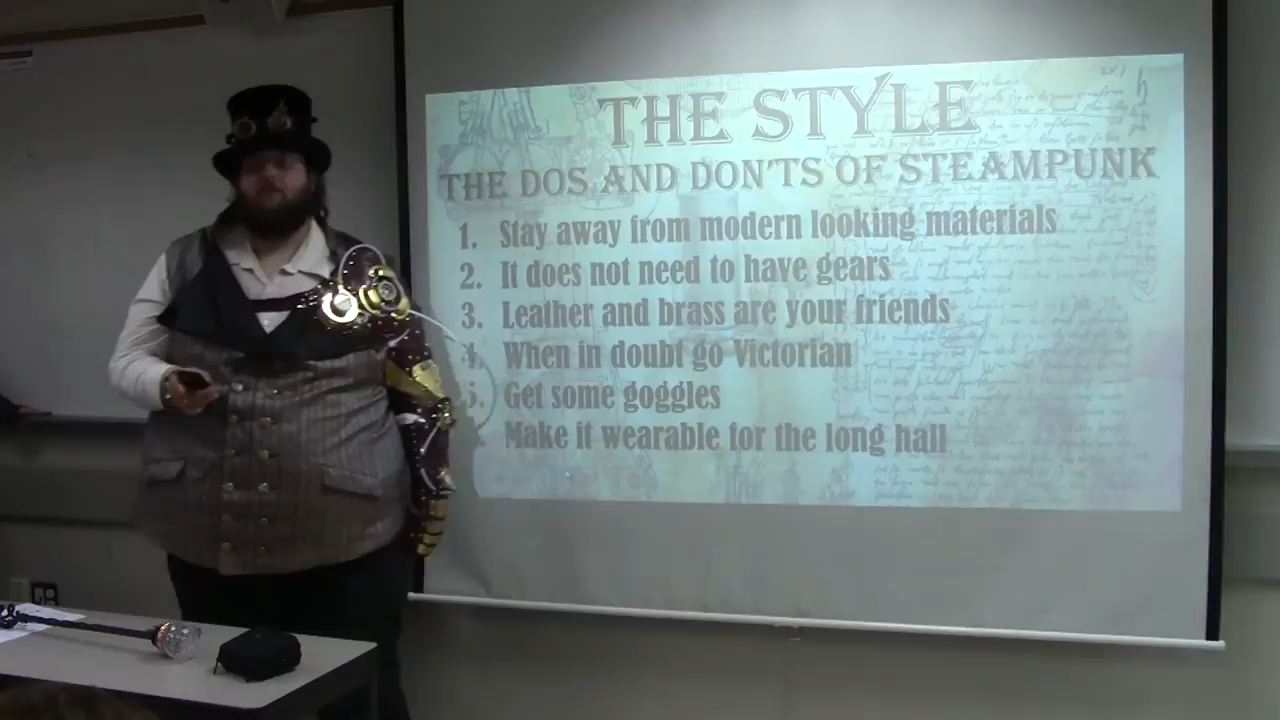 THE STYLE
THE DOS AND DON'TS OF STEAMPUNK
1. Stay away from modern looking materials
2. It does not need to have gears
3. Leather and brass are your friends
4. When in doubt go Victorian
5. Get some goggles
Make it wearable for the long hall